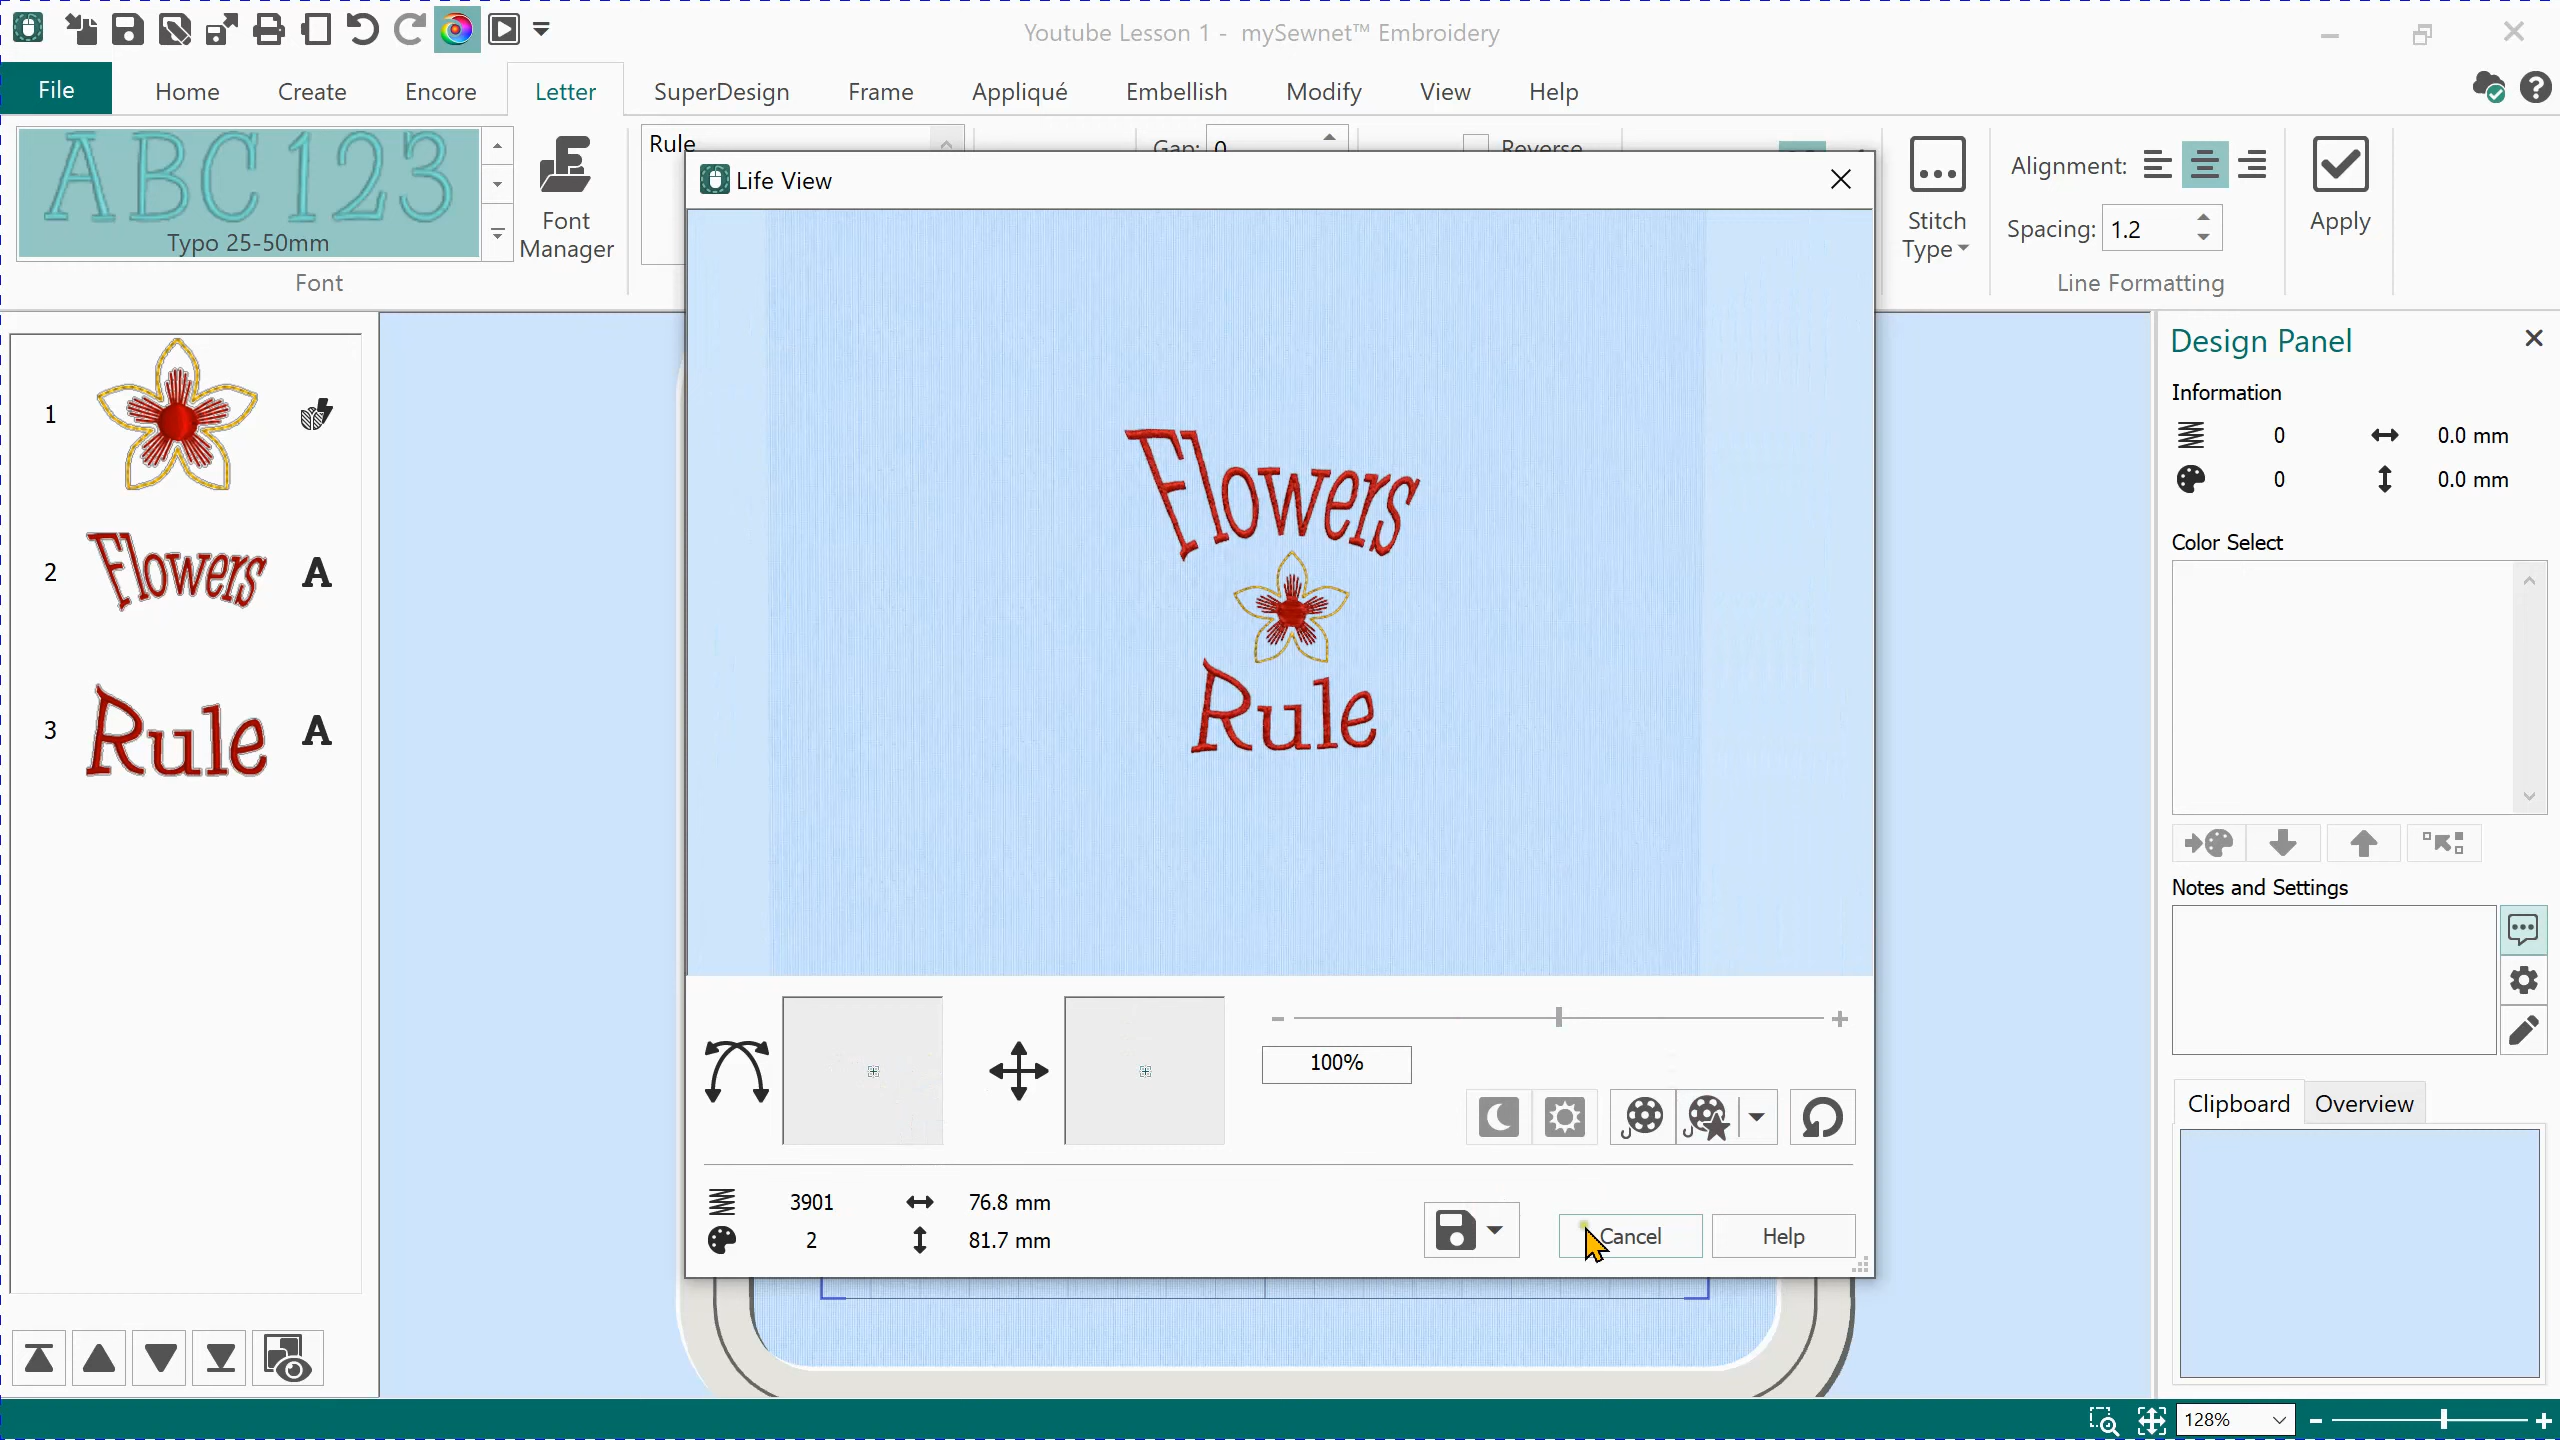 Youtube Lesson 1 - mySewnet™ Embroidery
File Home Create Encore Letter SuperDesign Frame Appliqué Embellish Modify View Help
ABC123
Typo 25-50mm
Font
Font
Manager
Rule
Gap: 0
Reverse
Stitch
Type
Alignment:
Spacing: 1.2
Line Formatting
Apply
Life View
1
2 Flowers A
3 Rule A
Flowers
Rule
100%
3901 76.8 mm
2 81.7 mm
Cancel Help
Design Panel
Information
0 0.0 mm
0 0.0 mm
Color Select
Notes and Settings
Clipboard Overview
128%